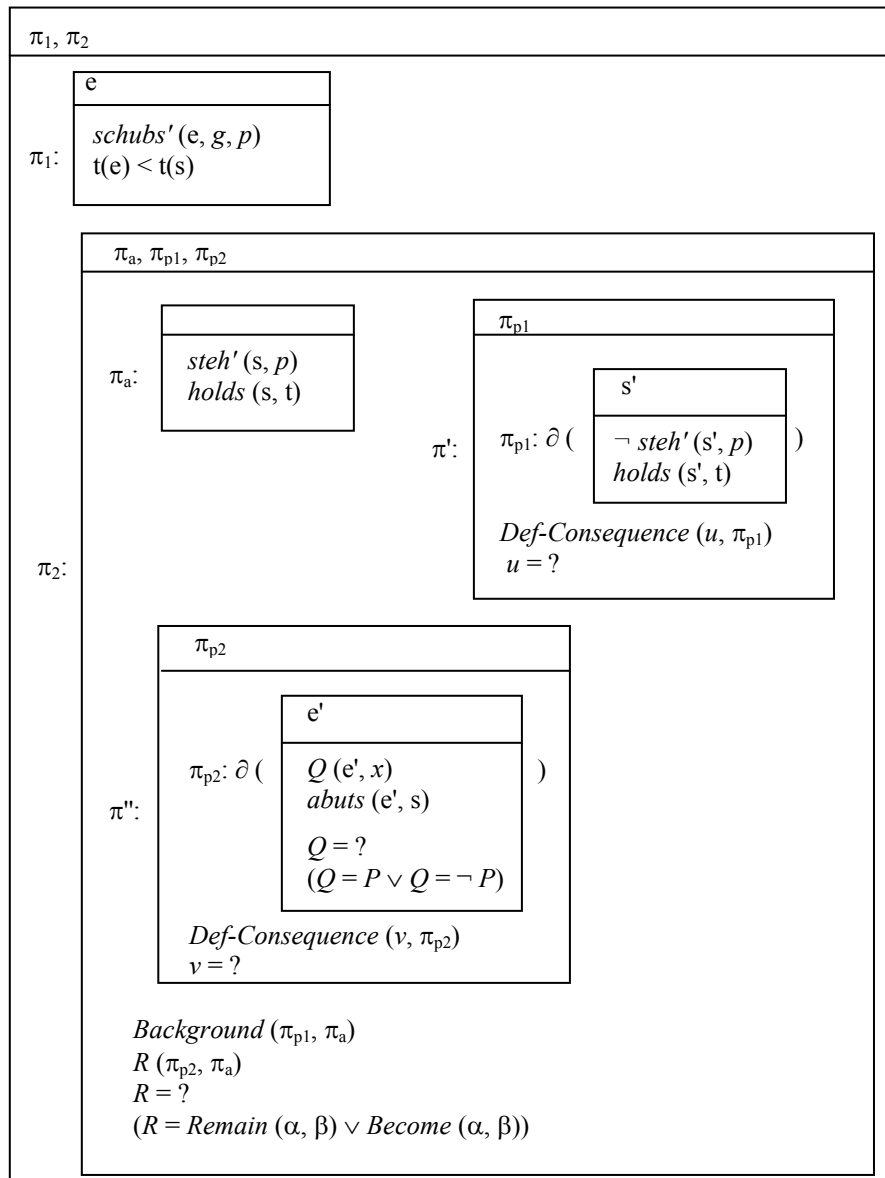 π1, π2
e
schubs' (e, g, p)
π1:
t(e) < t(s)
πa, πp1, πp2
πp1
πa:
steh' (s, p)
holds (s, t)
s'
π':
πp1: ∂ (
¬ steh' (s', p)
)
holds (s', t)
Def-Consequence (u, πp1)
u = ?
π2:
πp2
e'
πp2: ∂ (
Q (e', x)
)
abuts (e', s)
π'':
Q = ?
(Q = P ∨ Q = ¬ P)
Def-Consequence (v, πp2)
v = ?
Background (πp1, πa)
R (πp2, πa)
R = ?
(R = Remain (α, β) ∨ Become (α, β))